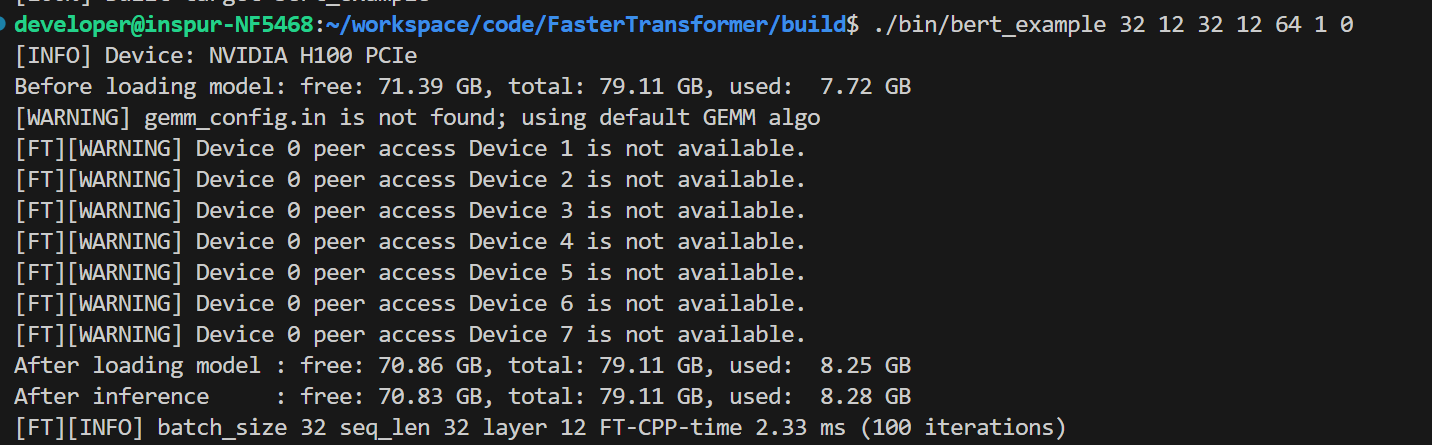 developer@inspur-NF5468:~/workspace/code/FasterTransformer/build$ ./bin/bert_example 32 12 32 12 64 1 0
[INFO] Device: NVIDIA H100 PCIe
Before loading model: free: 71.39 GB, total: 79.11 GB, used:  7.72 GB
[WARNING] gemm_config.in is not found; using default GEMM algo
[FT][WARNING] Device 0 peer access Device 1 is not available.
[FT][WARNING] Device 0 peer access Device 2 is not available.
[FT][WARNING] Device 0 peer access Device 3 is not available.
[FT][WARNING] Device 0 peer access Device 4 is not available.
[FT][WARNING] Device 0 peer access Device 5 is not available.
[FT][WARNING] Device 0 peer access Device 6 is not available.
[FT][WARNING] Device 0 peer access Device 7 is not available.
After loading model : free: 70.86 GB, total: 79.11 GB, used:  8.25 GB
After inference     : free: 70.83 GB, total: 79.11 GB, used:  8.28 GB
[FT][INFO] batch_size 32 seq_len 32 layer 12 FT-CPP-time 2.33 ms (100 iterations)